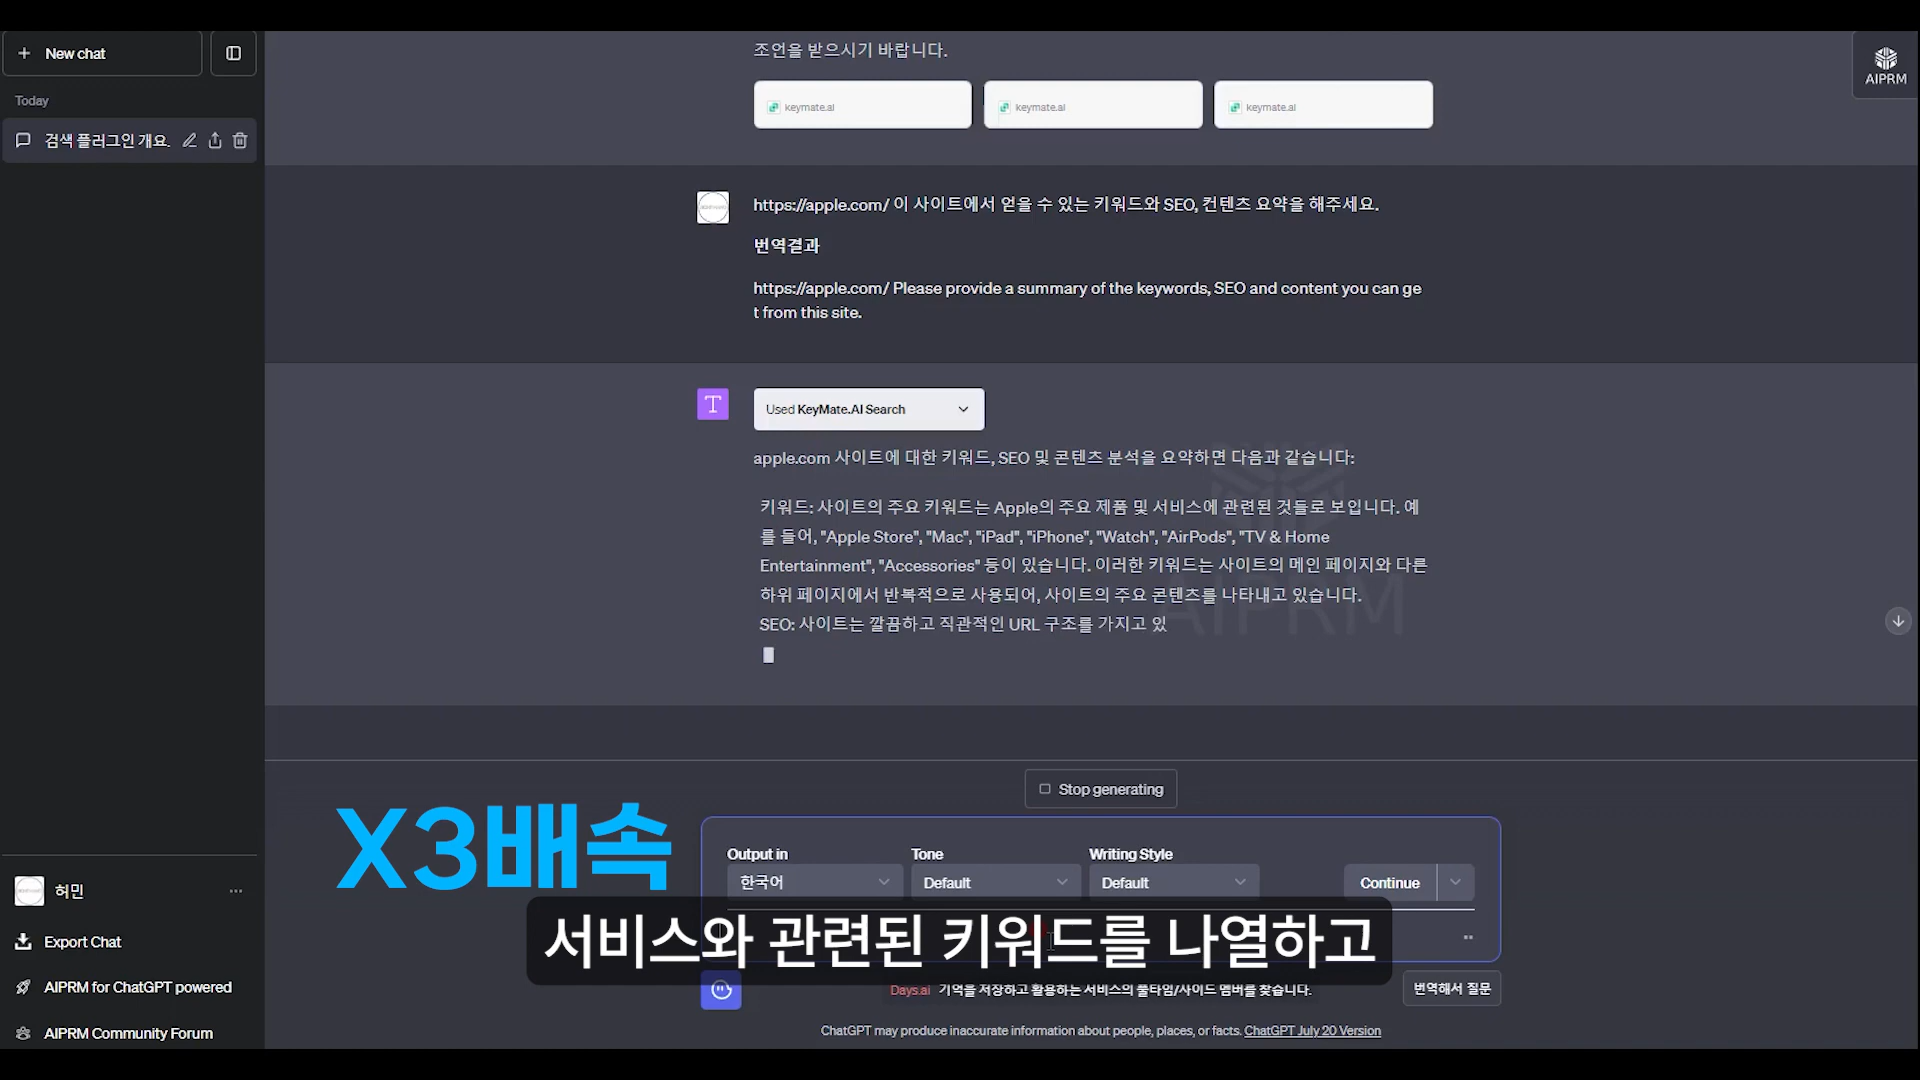 New chat
Today
검색 플러그인 개요.
허민
Export Chat
AIPRM for ChatGPT powered
AIPRM Community Forum
AIPRM
조언을 받으시기 바랍니다.
keymate.ai
keymate.ai
keymate.ai
https://apple.com/ 이 사이트에서 얻을 수 있는 키워드와 SEO, 컨텐츠 요약을 해주세요.
번역결과
https://apple.com/ Please provide a summary of the keywords, SEO and content you can ge
t from this site.
T
Used KeyMate.AI Search
apple.com 사이트에 대한 키워드, SEO 및 콘텐츠 분석을 요약하면 다음과 같습니다:
키워드: 사이트의 주요 키워드는 Apple의 주요 제품 및 서비스에 관련된 것들로 보입니다. 예
를 들어, "Apple Store", "Mac", "iPad", "iPhone", "Watch", "AirPods", "TV & Home
Entertainment", "Accessories" 등이 있습니다. 이러한 키워드는 사이트의 메인 페이지와 다른
하위 페이지에서 반복적으로 사용되어, 사이트의 주요 콘텐츠를 나타내고 있습니다.
SEO: 사이트는 깔끔하고 직관적인 URL 구조를 가지고 있
AIPRM
Stop generating
X3배속
Output in
Tone
Writing Style
한국어
Default
Default
Continue
서비스와 관련된 키워드를 나열하고
Days.ai 기억을 저장하고 활용하는 서비스의 풀타임/사이드 멤버를 찾습니다.
번역해서 질문
ChatGPT may produce inaccurate information about people, places, or facts. ChatGPT July 20 Version